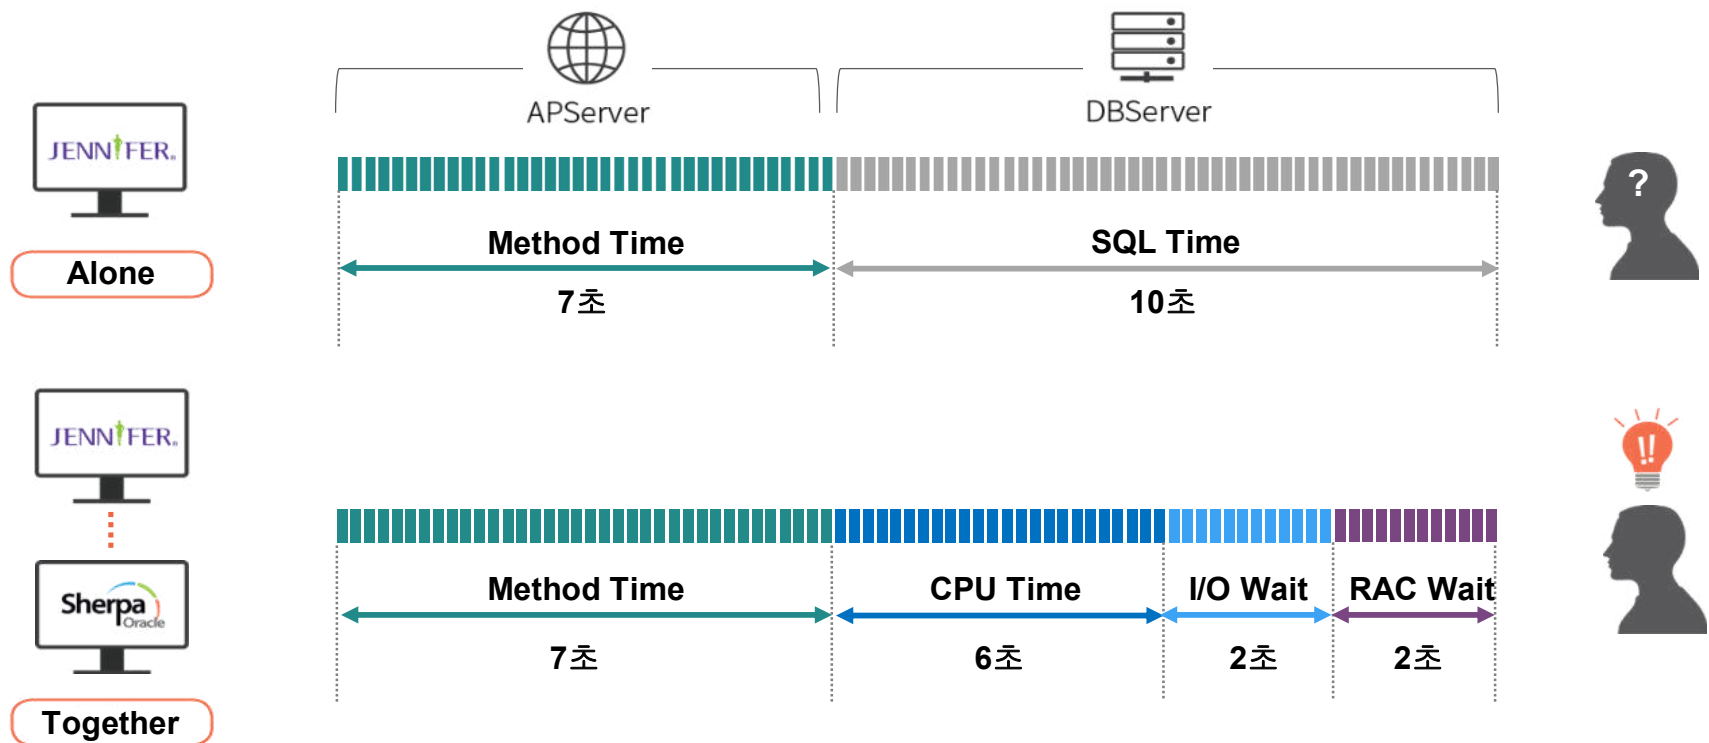 APServer
DBServer
JENNIFER®
Alone
Method Time
7초
SQL Time
10초
?
JENNIFER®
Sherpa
Oracle
Together
Method Time
7초
CPU Time
6초
I/O Wait
2초
RAC Wait
2초
!!